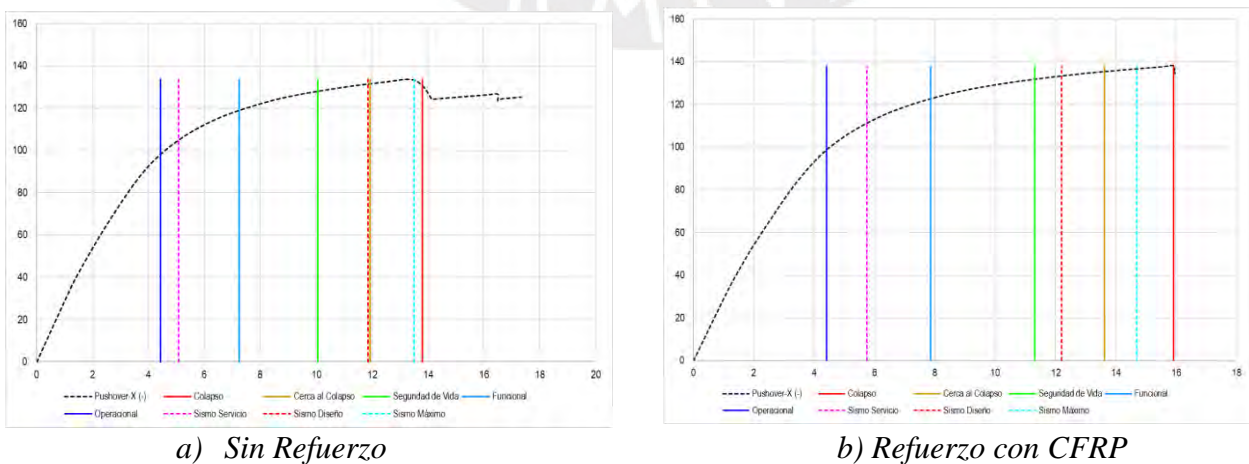 160
140
120
100
80
60
40
20
0
0 2 4 6 8 10 12 14 16 18 20
Pushover-X (-) Colapso Cerca al Colapso Seguridad de Vida Funcional
Operacional Sismo Servicio Sismo Diseño Sismo Máximo
a) Sin Refuerzo
160
140
120
100
80
60
40
20
0
0 2 4 6 8 10 12 14 16 18
Pushover-X (-) Colapso Cerca al Colapso Seguridad de Vida Funcional
Operacional Sismo Servicio Sismo Diseño Sismo Máximo
b) Refuerzo con CFRP